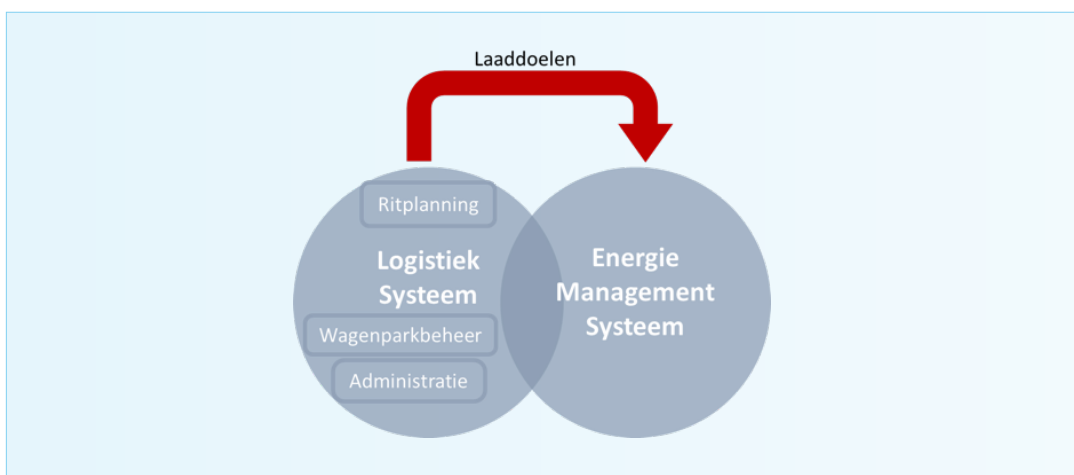 Laaddoelen
Ritplanning
Logistiek
Systeem
Wagenparkbeheer
Administratie
Energie
Management
Systeem